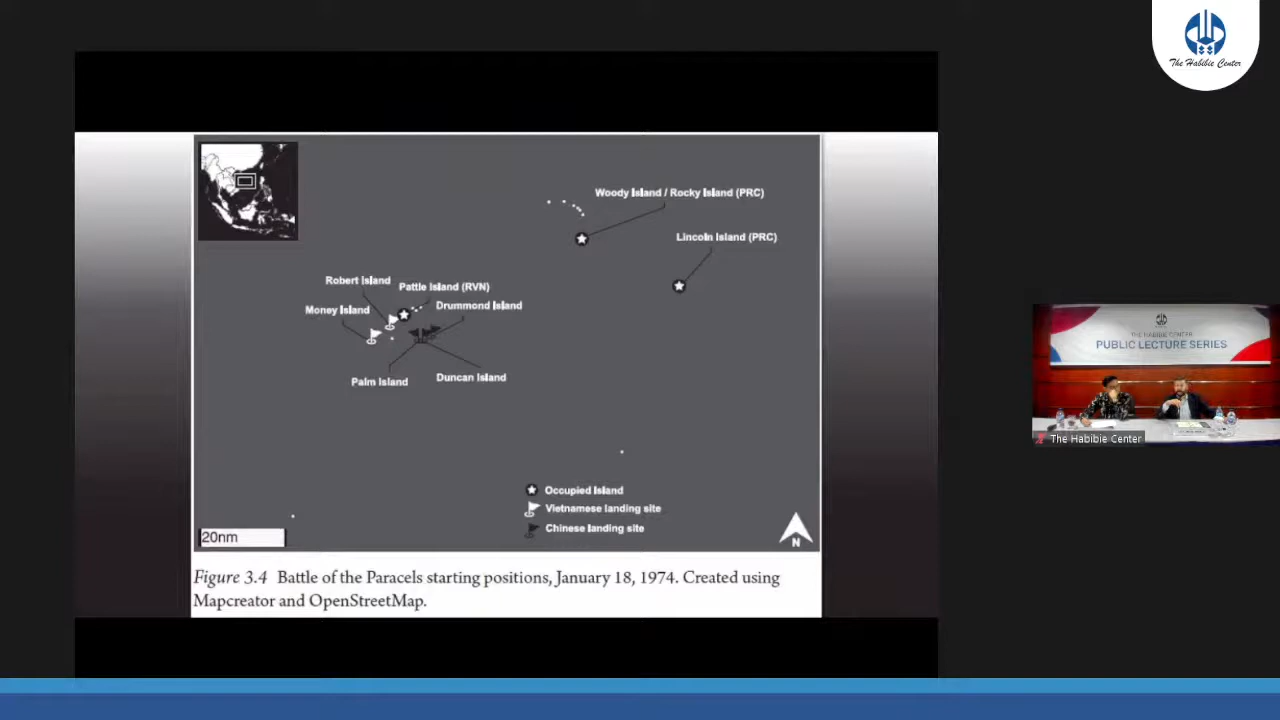 The Habibie Center
Woody Island / Rocky Island (PRC)
Lincoln Island (PRC)
Robert Island
Pattle Island (RVN)
Money Island
Drummond Island
Palm Island
Duncan Island
Occupied Island
Vietnamese landing site
Chinese landing site
20nm
N
Figure 3.4 Battle of the Paracels starting positions, January 18, 1974. Created using
Mapcreator and OpenStreetMap.
THE HABIBIE CENTER
PUBLIC LECTURE SERIES
The Habibie Center